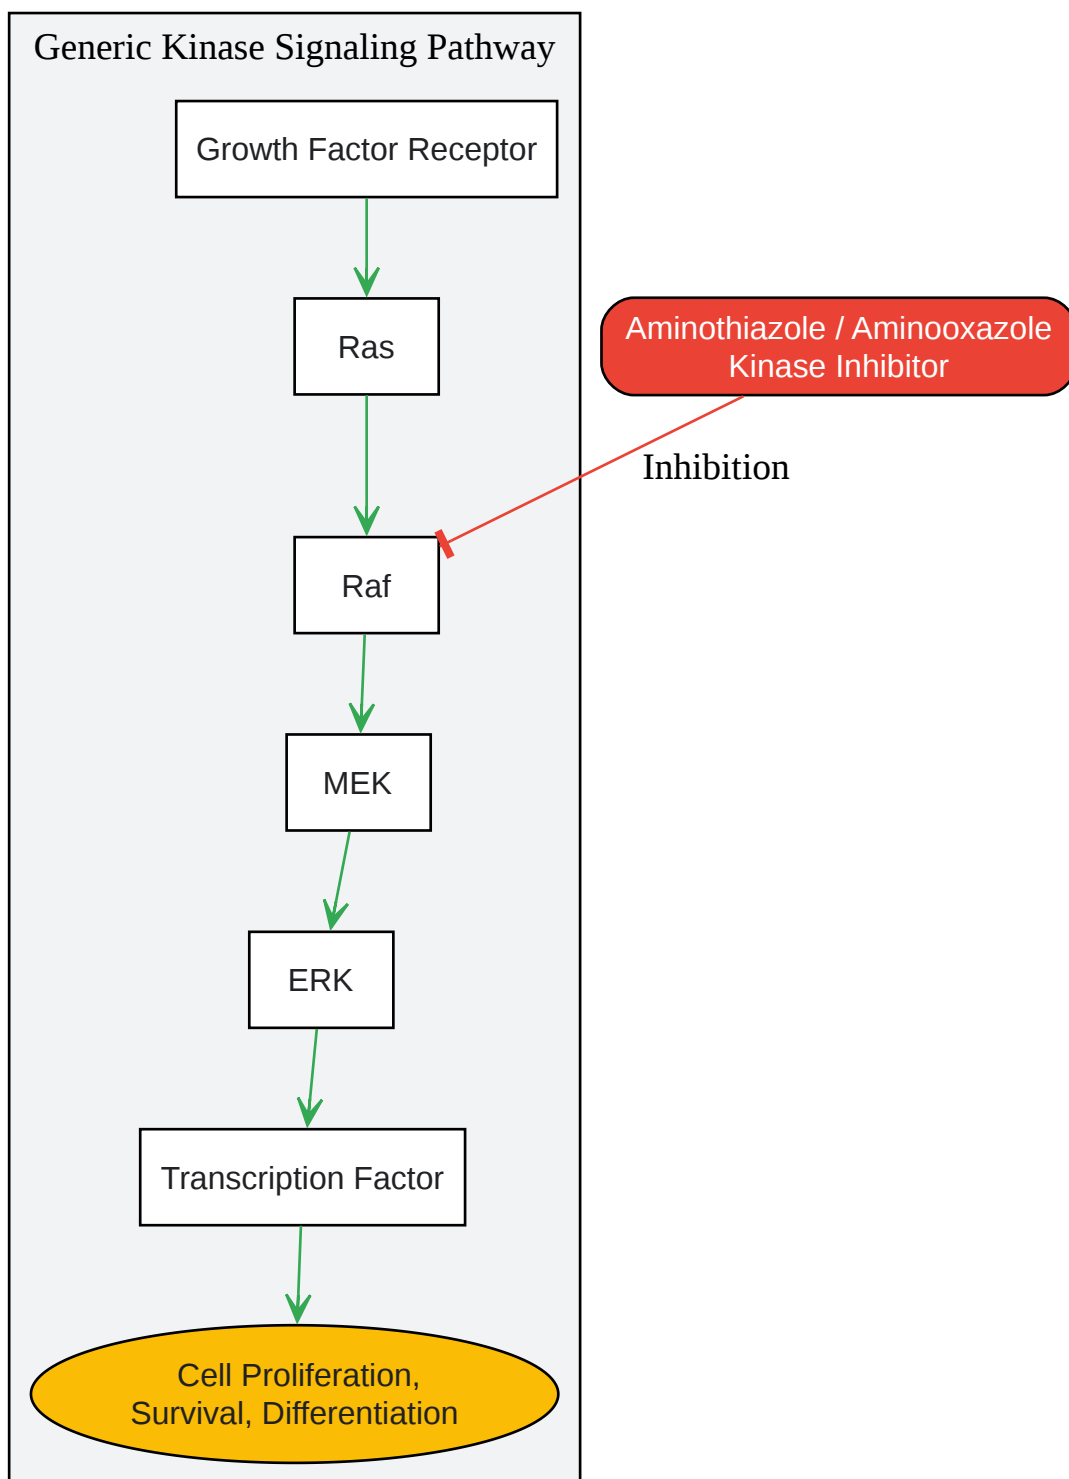 Generic Kinase Signaling Pathway
Growth Factor Receptor
Ras
Aminothiazole / Aminooxazole
Kinase Inhibitor
Inhibition
Raf
MEK
ERK
Transcription Factor
Cell Proliferation,
Survival, Differentiation